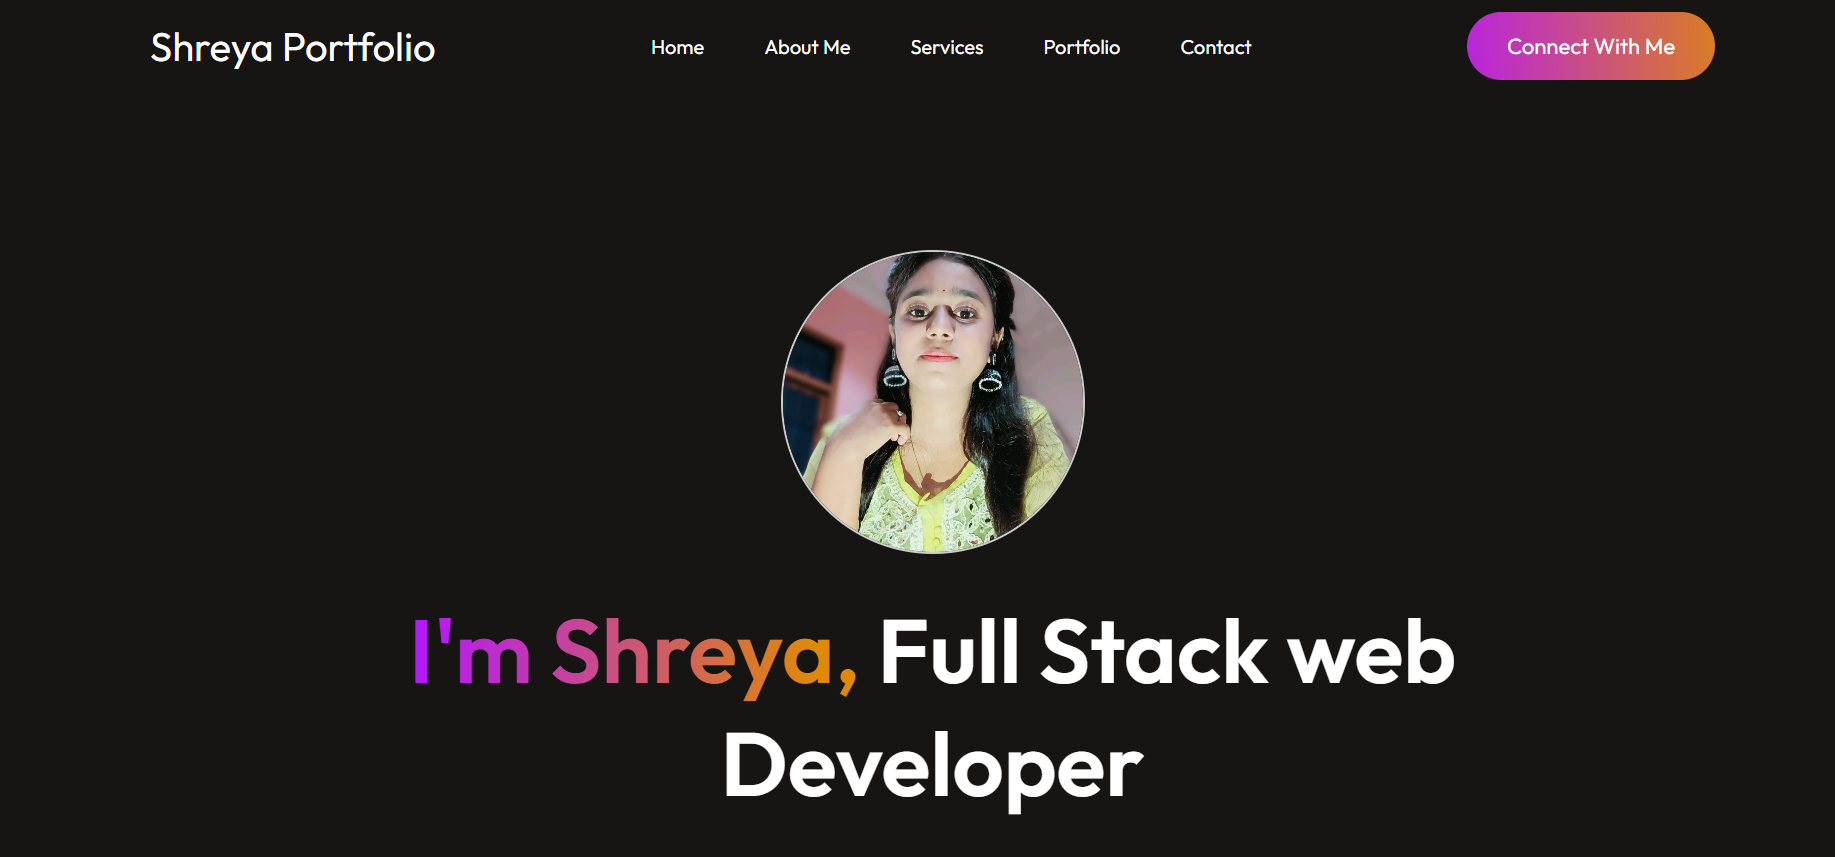 Shreya Portfolio
Home
About Me
Services
Portfolio
Contact
Connect With Me
I'm Shreya, Full Stack web
Developer